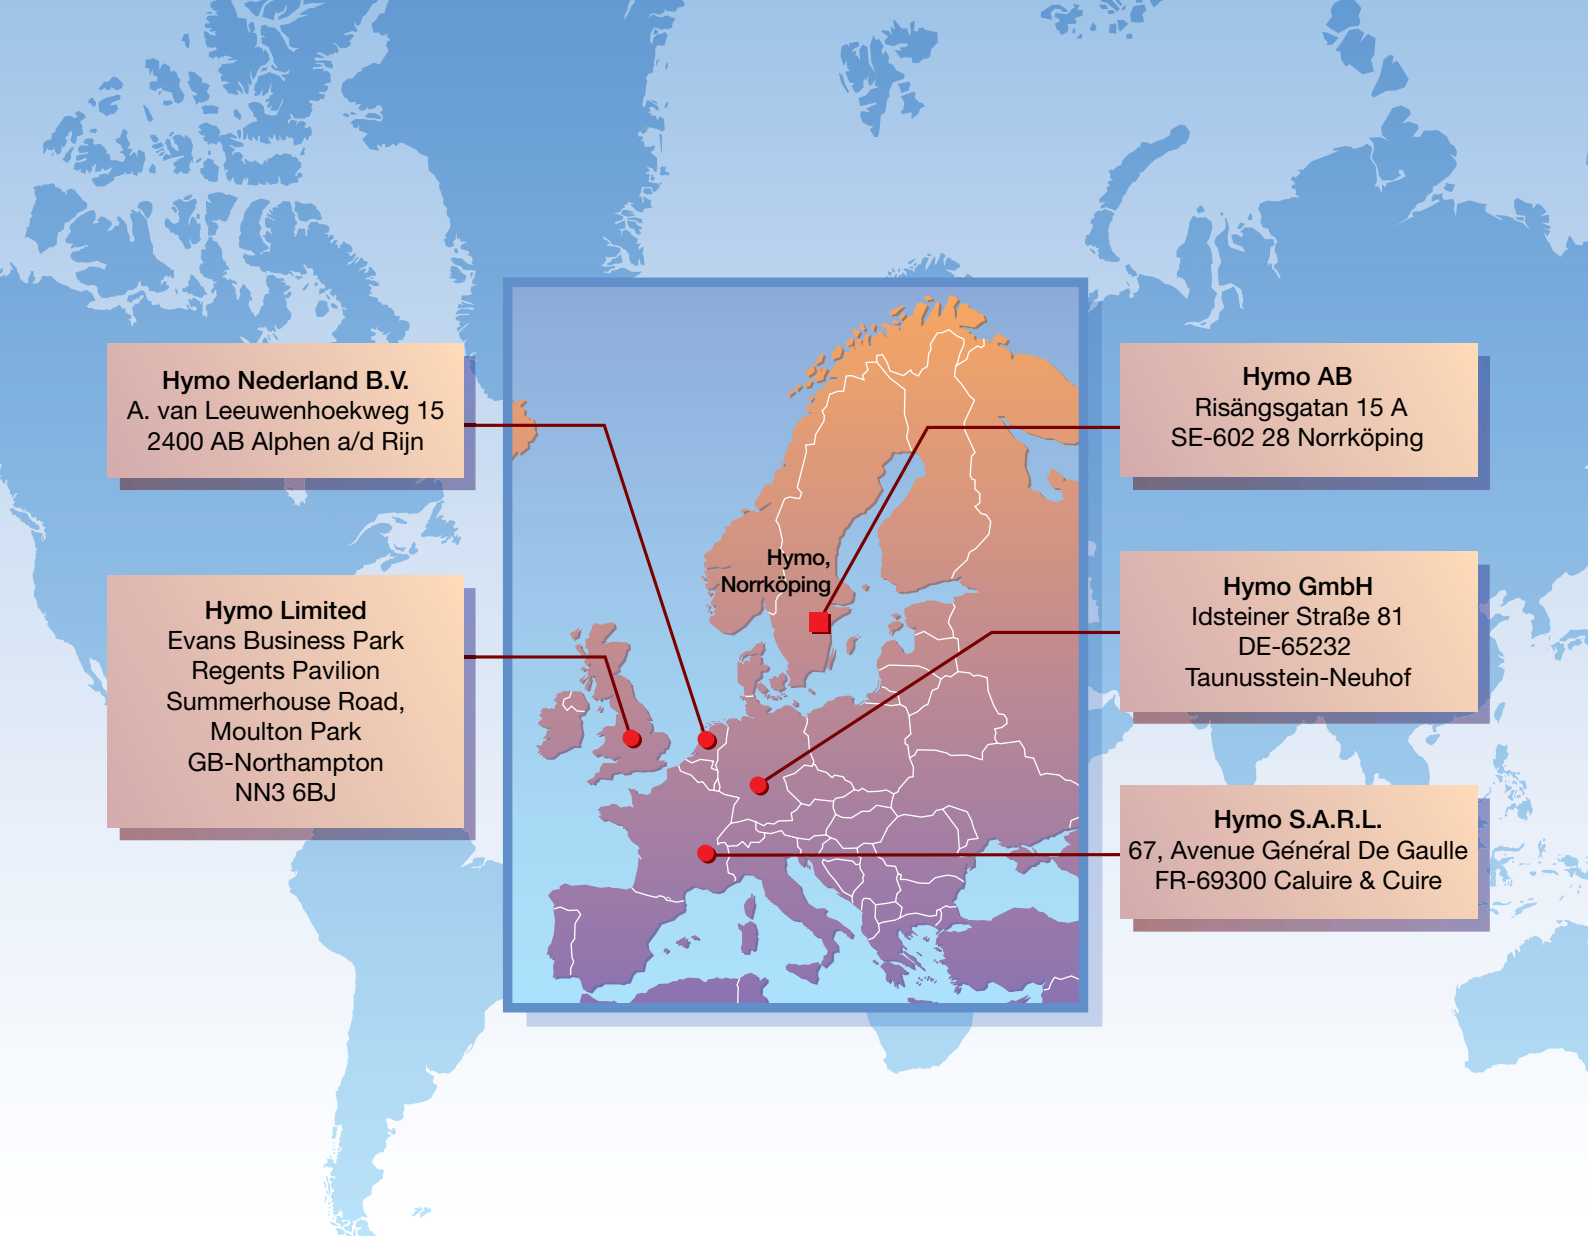 Hymo Nederland B.V.
A. van Leeuwenhoekweg 15
2400 AB Alphen a/d Rijn
Hymo Limited
Evans Business Park
Regents Pavilion
Summerhouse Road,
Moulton Park
GB-Northampton
NN3 6BJ
Hymo,
Norrköping
Hymo AB
Risängsgatan 15 A
SE-602 28 Norrköping
Hymo GmbH
Idsteiner Straße 81
DE-65232
Taunusstein-Neuhof
Hymo S.A.R.L.
67, Avenue Général De Gaulle
FR-69300 Caluire & Cuire